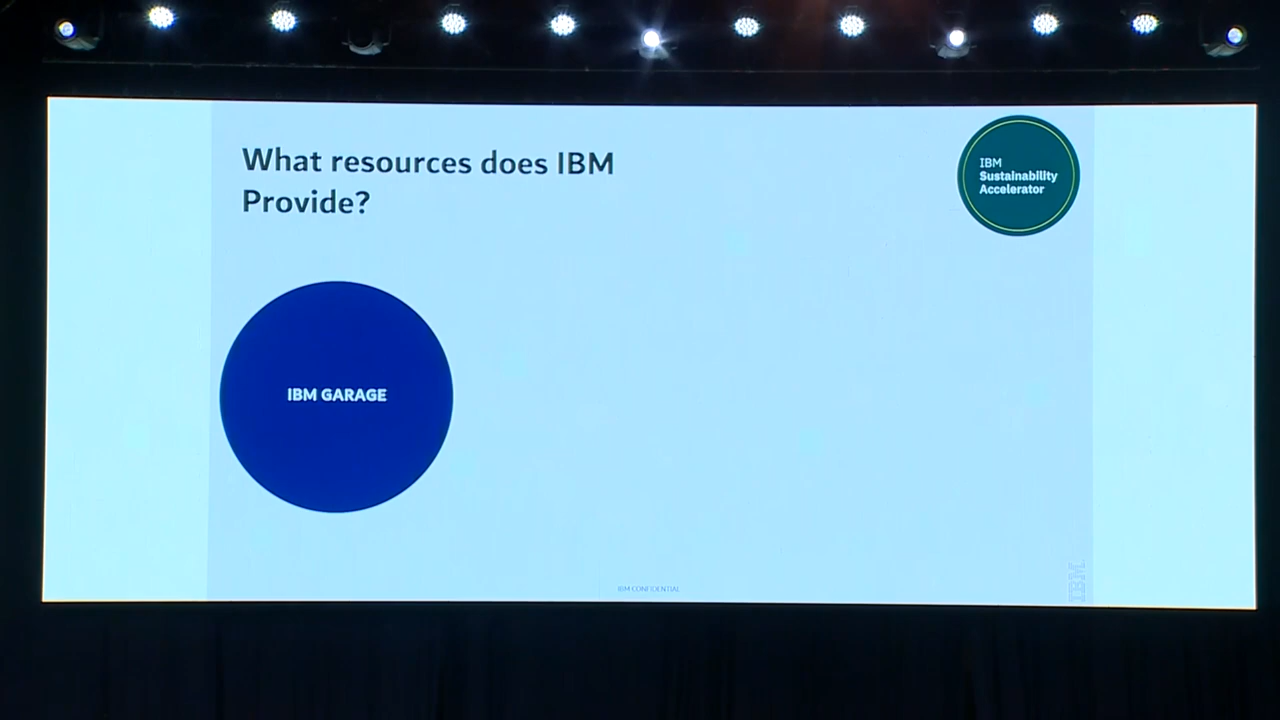 What resources does IBM
Provide?
IBM
Sustainability
Accelerator
IBM GARAGE
IBM CONFIDENTIAL
IBM